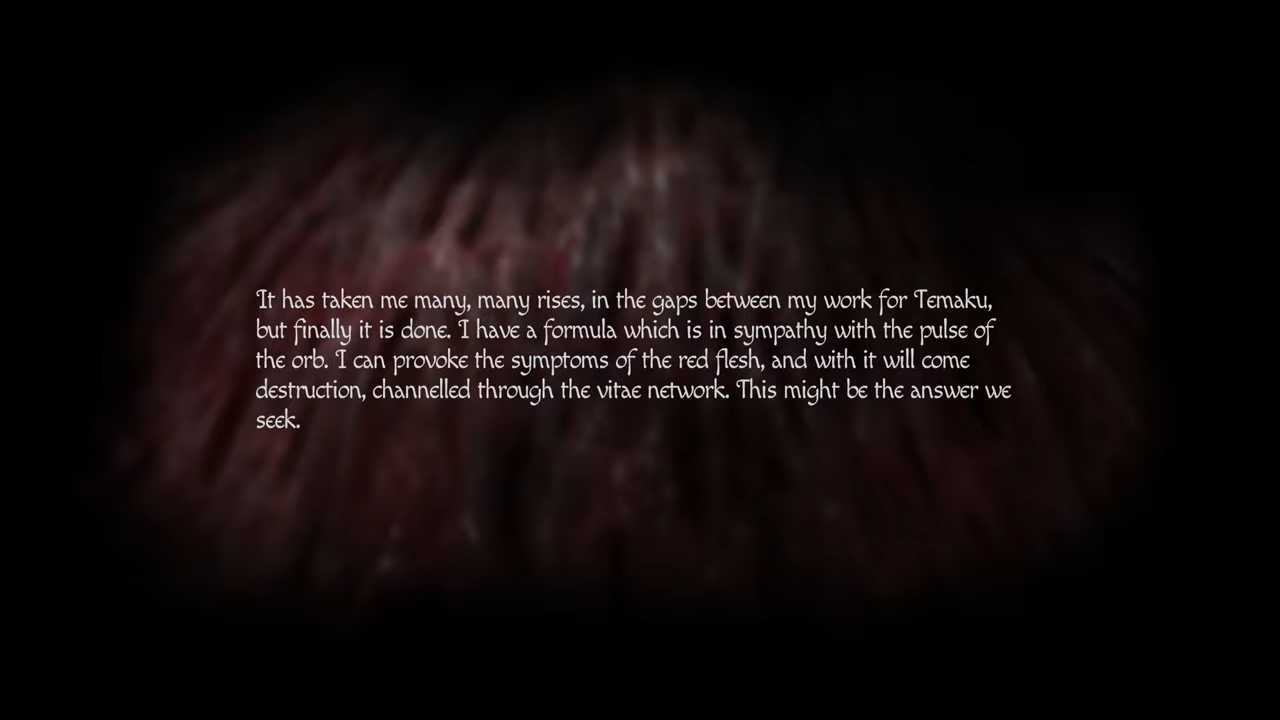 It has taken me many, many rises, in the gaps between my work for Temaku,
but finally it is done. I have a formula which is in sympathy with the pulse of
the orb. I can provoke the symptoms of the red flesh, and with it will come
destruction, channelled through the vitae network. This might be the answer we
seek.